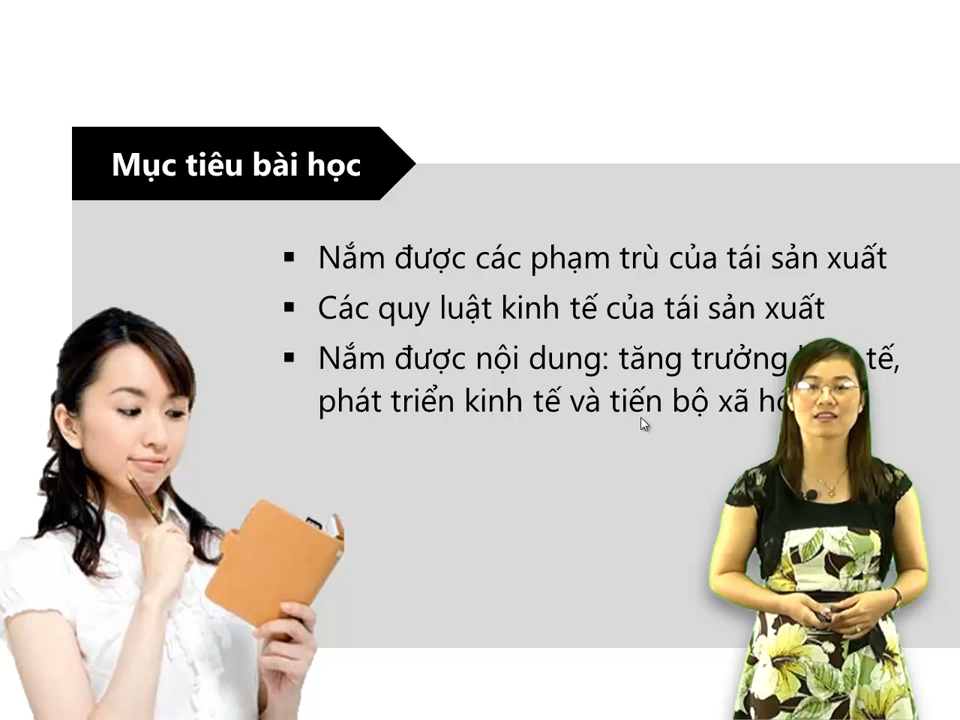 Mục tiêu bài học
▪ Nắm được các phạm trù của tái sản xuất
▪ Các quy luật kinh tế của tái sản xuất
▪ Nắm được nội dung: tăng trưởng tế,
phát triển kinh tế và tiến bộ xã